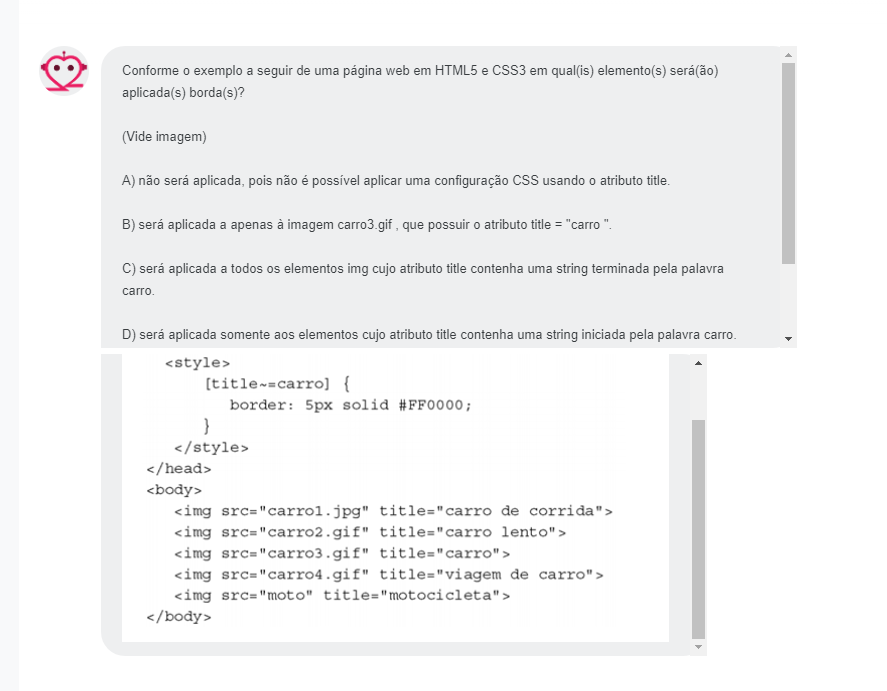 Conforme o exemplo a seguir de uma página web em HTML5 e CSS3 em qual(is) elemento(s) será(ão)
aplicada(s) borda(s)?
(Vide imagem)
A) não será aplicada, pois não é possível aplicar uma configuração CSS usando o atributo title.
B) será aplicada a apenas à imagem carro3.gif , que possuir o atributo title = "carro ".
C) será aplicada a todos os elementos img cujo atributo title contenha uma string terminada pela palavra
carro.
D) será aplicada somente aos elementos cujo atributo title contenha uma string iniciada pela palavra carro.
<style>
[title~=carro] {
border: 5px solid #FF0000;
}
</style>
</head>
<body>
<img src="carro1.jpg" title="carro de corrida">
<img src="carro2.gif" title="carro lento">
<img src="carro3.gif" title="carro">
<img src="carro4.gif" title="viagem de carro">
<img src="moto" title="motocicleta">
</body>